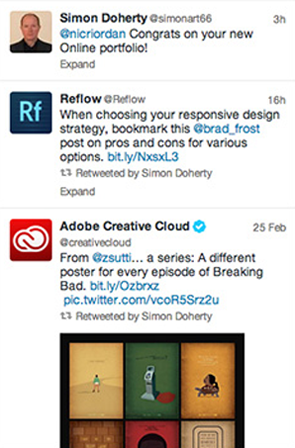 Simon Doherty @simonart66 3h
@nicriordan Congrats on your new
Online portfolio!
Expand
Rf
Reflow @Reflow 16h
When choosing your responsive design
strategy, bookmark this @brad_frost
post on pros and cons for various
options. bit.ly/NxsxL3
Retweeted by Simon Doherty
Expand
Adobe Creative Cloud 25 Feb
@creativecloud
From @zsutti... a series: A different
poster for every episode of Breaking
Bad. bit.ly/Ozbrxz
pic.twitter.com/vcoR5Srz2u
Retweeted by Simon Doherty